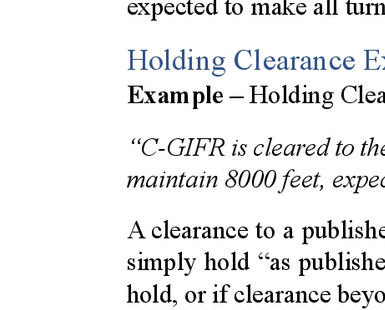 expected to make all turn
Holding Clearance Ex
Example – Holding Clea
“C-GIFR is cleared to the
maintain 8000 feet, expec
A clearance to a publishe
simply hold “as publishe
hold, or if clearance beyo